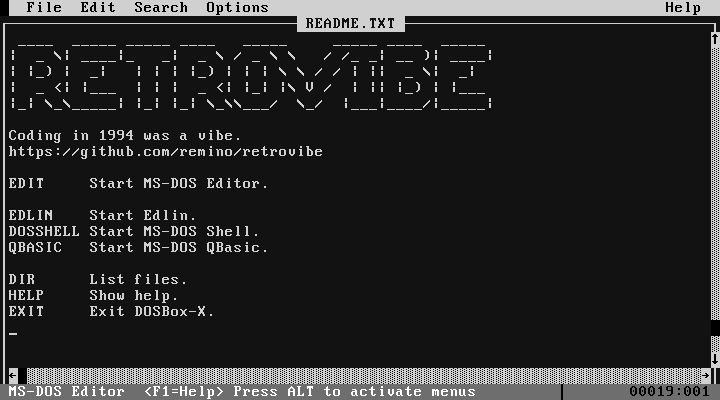 File  Edit  Search  Options  Help
README.TXT
RETROVIBE
Coding in 1994 was a vibe.
https://github.com/remino/retrovibe
EDIT     Start MS-DOS Editor.
EDLIN    Start Edlin.
DOSSHELL Start MS-DOS Shell.
QBASIC   Start MS-DOS QBasic.
DIR      List files.
HELP     Show help.
EXIT     Exit DOSBox-X.
MS-DOS Editor  <F1=Help> Press ALT to activate menus  00019:001